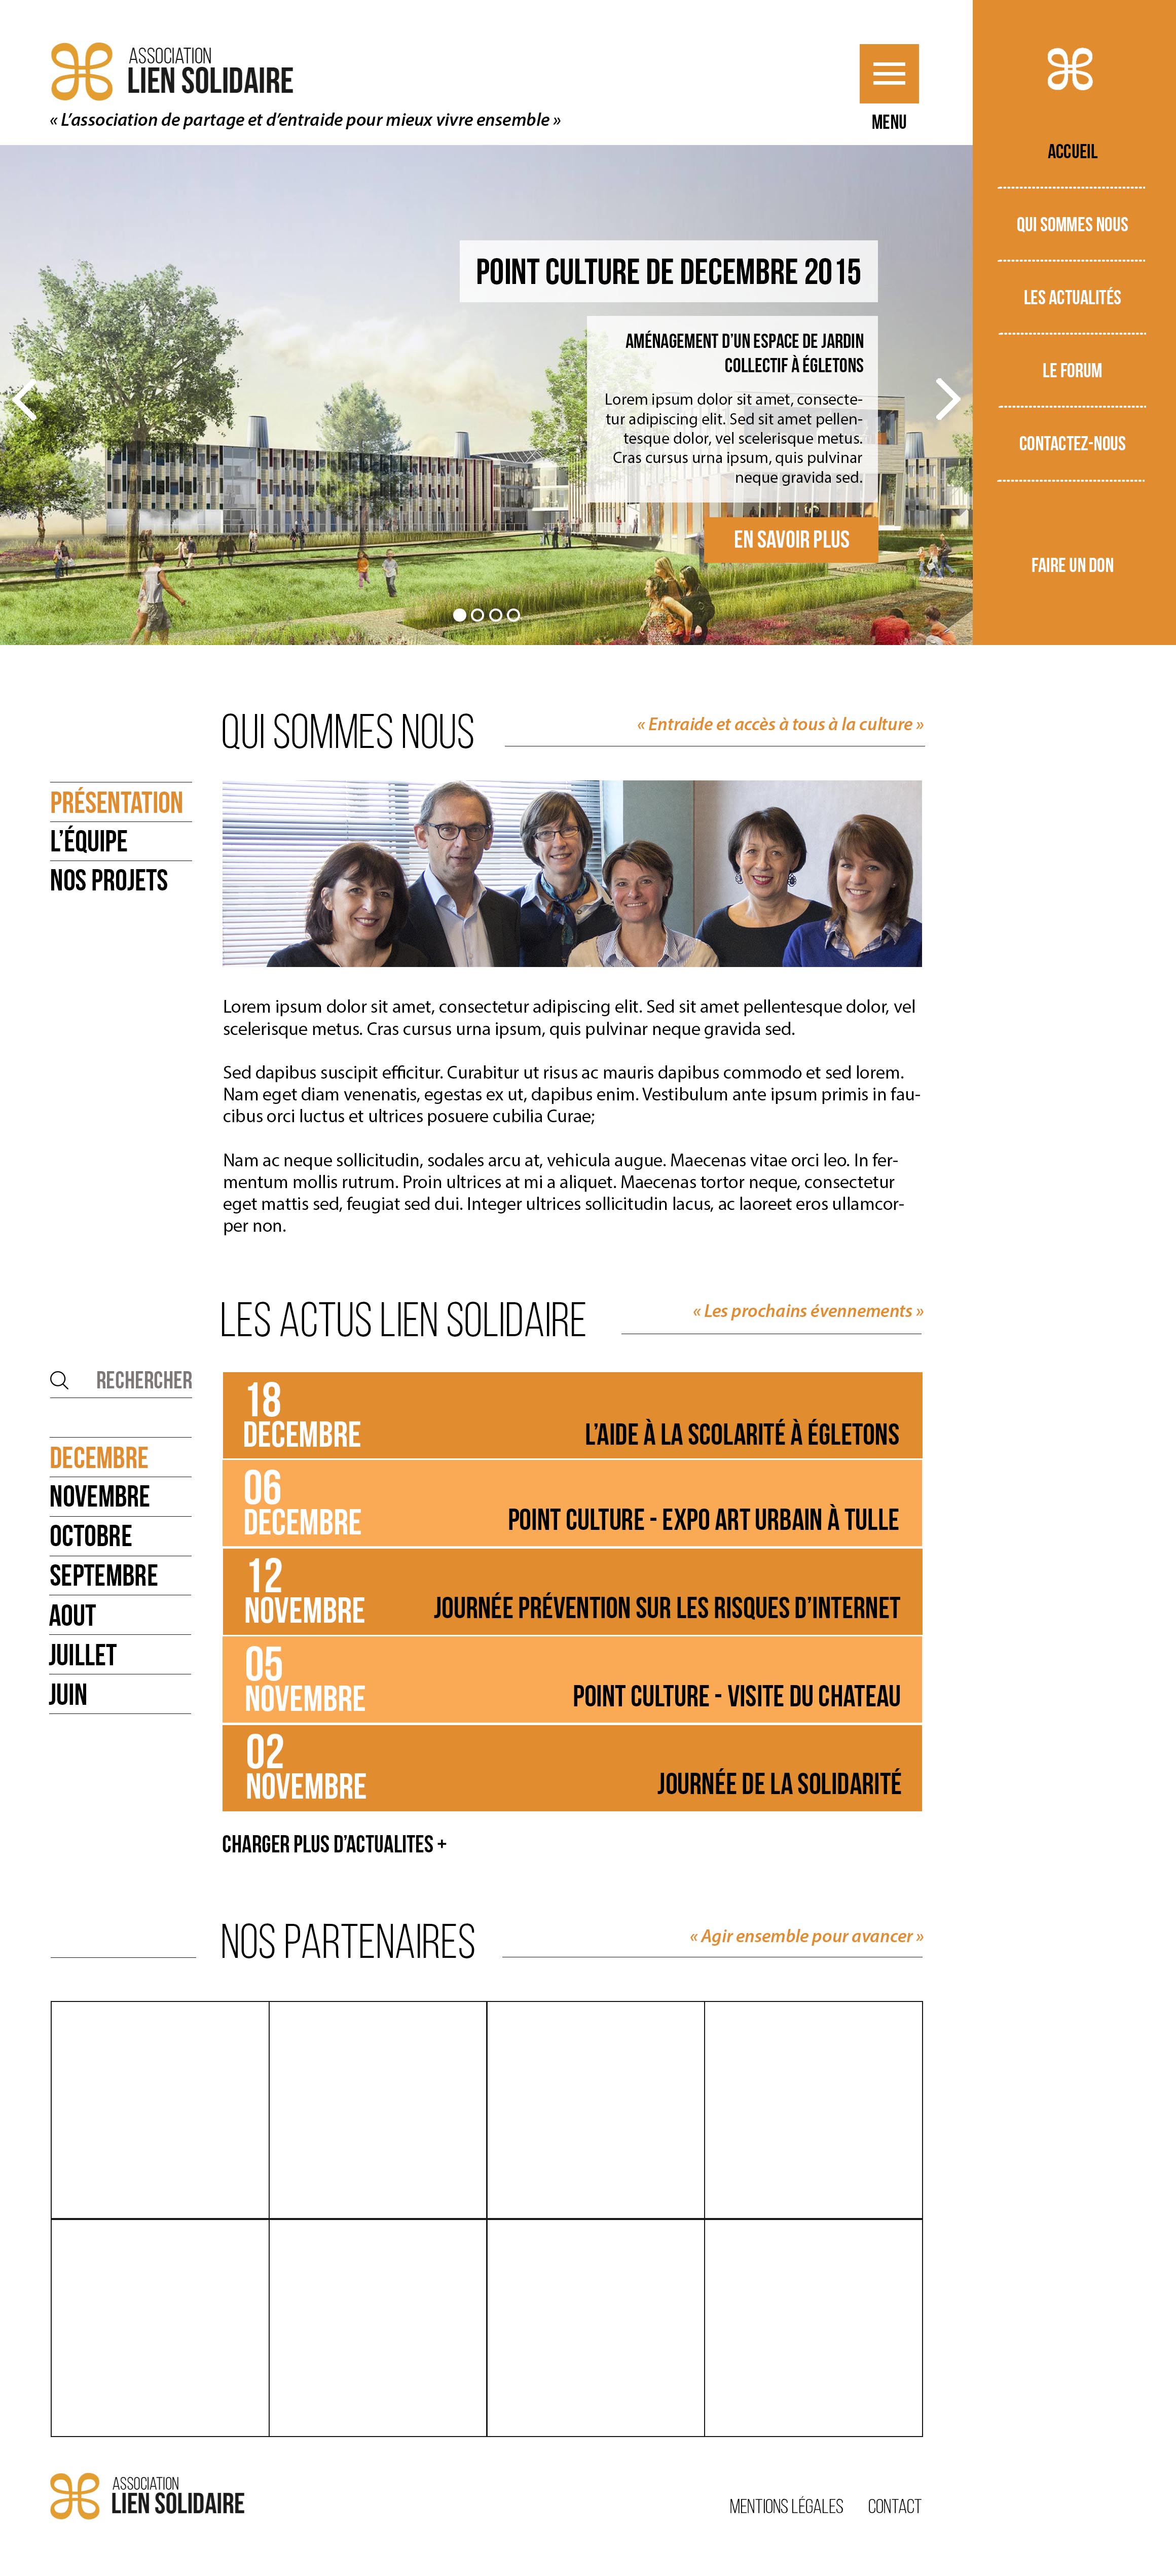 ASSOCIATION
LIEN SOLIDAIRE
« L'association de partage et d'entraide pour mieux vivre ensemble »
MENU
ACCUEIL
QUI SOMMES NOUS
LES ACTUALITÉS
LE FORUM
CONTACTEZ-NOUS
FAIRE UN DON
POINT CULTURE DE DECEMBRE 2015
AMÉNAGEMENT D'UN ESPACE DE JARDIN
COLLECTIF À ÉGLETONS
Lorem ipsum dolor sit amet, consecte-
tur adipiscing elit. Sed sit amet pellen-
tesque dolor, vel scelerisque metus.
Cras cursus urna ipsum, quis pulvinar
neque gravida sed.
EN SAVOIR PLUS
QUI SOMMES NOUS
« Entraide et accès à tous à la culture »
PRÉSENTATION
L'ÉQUIPE
NOS PROJETS
Lorem ipsum dolor sit amet, consectetur adipiscing elit. Sed sit amet pellentesque dolor, vel
scelerisque metus. Cras cursus urna ipsum, quis pulvinar neque gravida sed.
Sed dapibus suscipit efficitur. Curabitur ut risus ac mauris dapibus commodo et sed lorem.
Nam eget diam venenatis, egestas ex ut, dapibus enim. Vestibulum ante ipsum primis in fau-
cibus orci luctus et ultrices posuere cubilia Curae;
Nam ac neque sollicitudin, sodales arcu at, vehicula augue. Maecenas vitae orci leo. In fer-
mentum mollis rutrum. Proin ultrices at mi a aliquet. Maecenas tortor neque, consectetur
eget mattis sed, feugiat sed dui. Integer ultrices sollicitudin lacus, ac laoreet eros ullamcor-
per non.
LES ACTUS LIEN SOLIDAIRE
« Les prochains évennements »
RECHERCHER
DECEMBRE
NOVEMBRE
OCTOBRE
SEPTEMBRE
AOUT
JUILLET
JUIN
18
DECEMBRE
L'AIDE À LA SCOLARITÉ À ÉGLETONS
06
DECEMBRE
POINT CULTURE - EXPO ART URBAIN À TULLE
12
NOVEMBRE
JOURNÉE PRÉVENTION SUR LES RISQUES D'INTERNET
05
NOVEMBRE
POINT CULTURE - VISITE DU CHATEAU
02
NOVEMBRE
JOURNÉE DE LA SOLIDARITÉ
CHARGER PLUS D'ACTUALITES +
NOS PARTENAIRES
« Agir ensemble pour avancer »
ASSOCIATION
LIEN SOLIDAIRE
MENTIONS LÉGALES
CONTACT